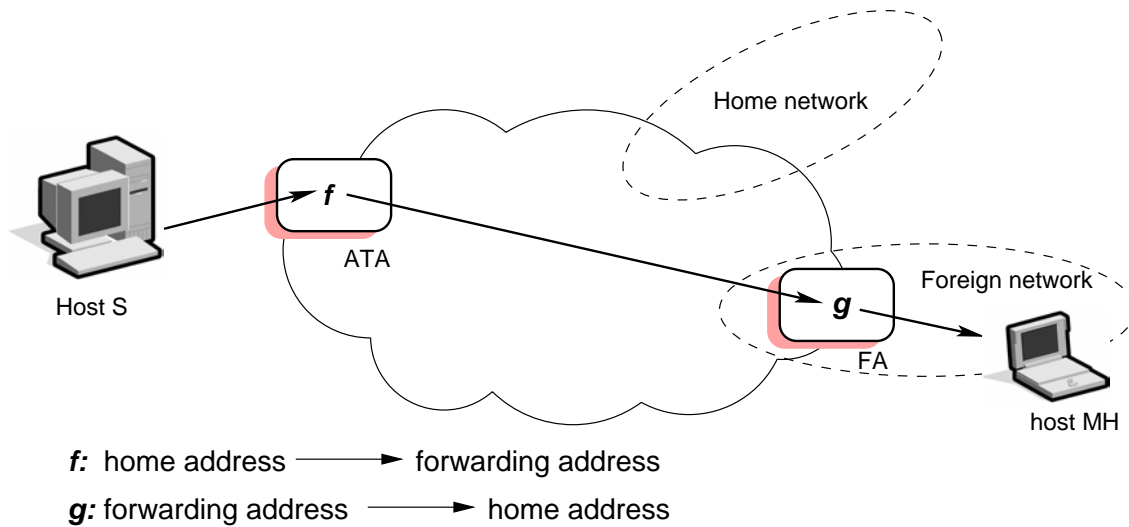 Home network
f
ATA
Host S
Foreign network
g
FA
host MH
f: home address forwarding address
g: forwarding address home address